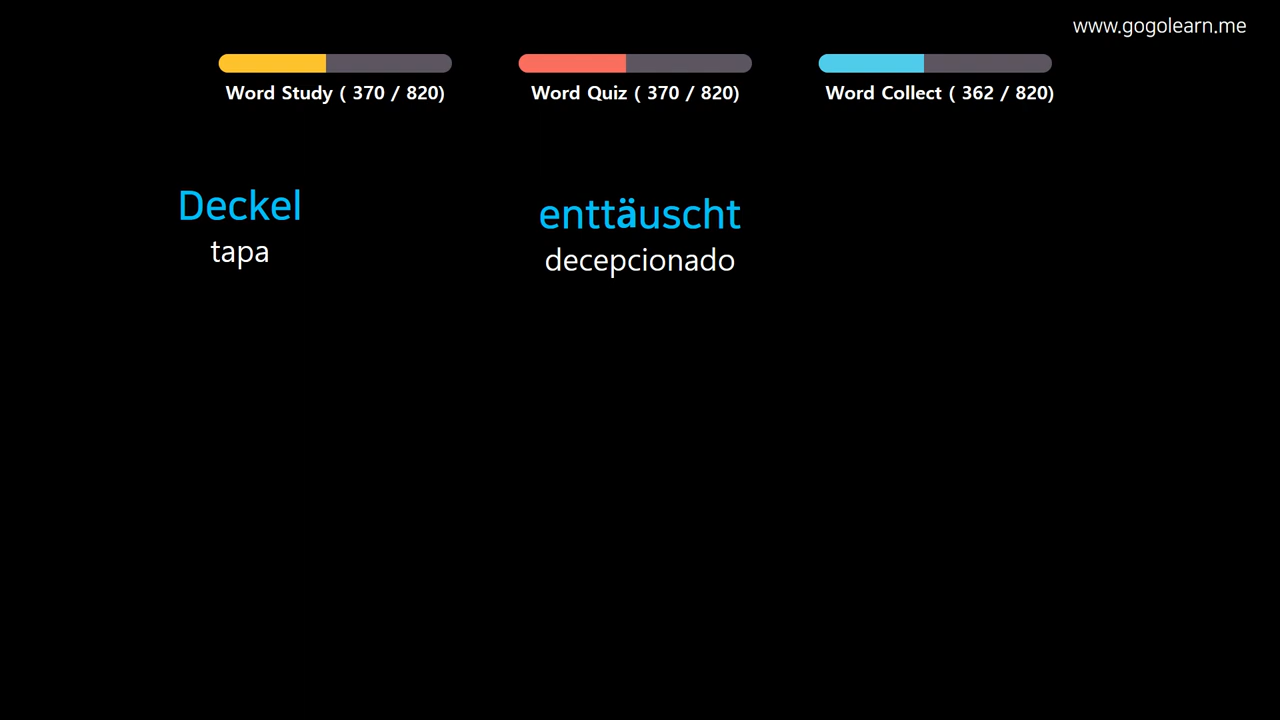 www.gogolearn.me
Word Study ( 370 / 820)
Word Quiz ( 370 / 820)
Word Collect ( 362 / 820)
Deckel
tapa
enttäuscht
decepcionado